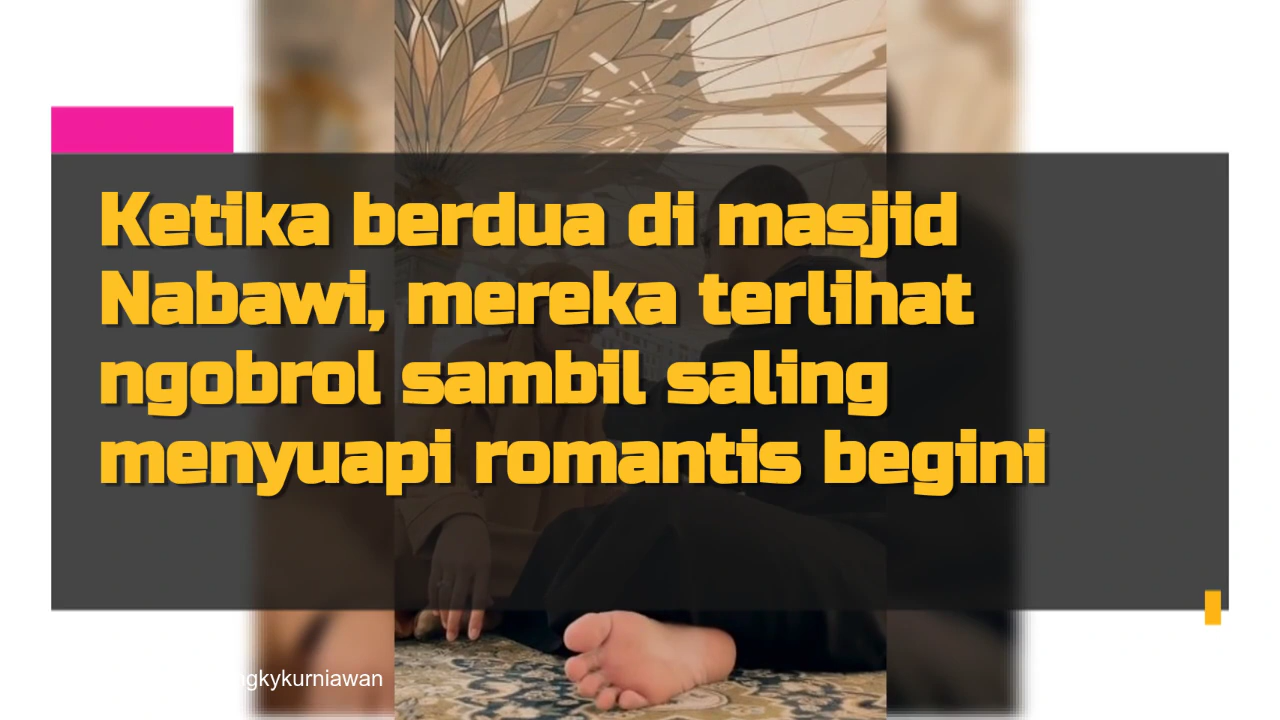 Ketika berdua di masjid
Nabawi, mereka terlihat
ngobrol sambil saling
menyuapi romantis begini